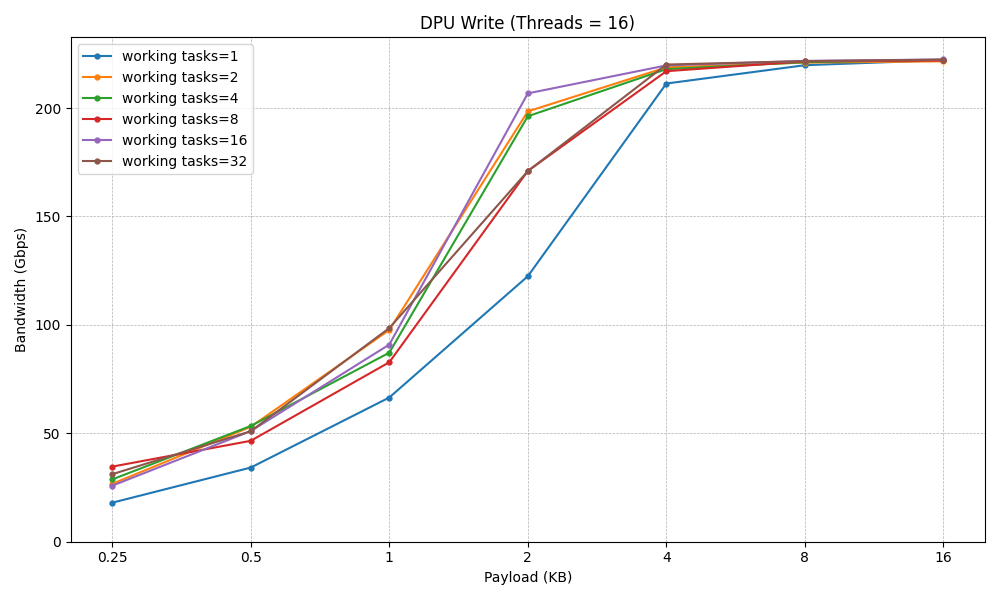 DPU Write (Threads = 16)
working tasks=1
working tasks=2
working tasks=4
working tasks=8
working tasks=16
working tasks=32
Bandwidth (Gbps)
200
150
100
50
0
0.25 0.5 1 2 4 8 16
Payload (KB)